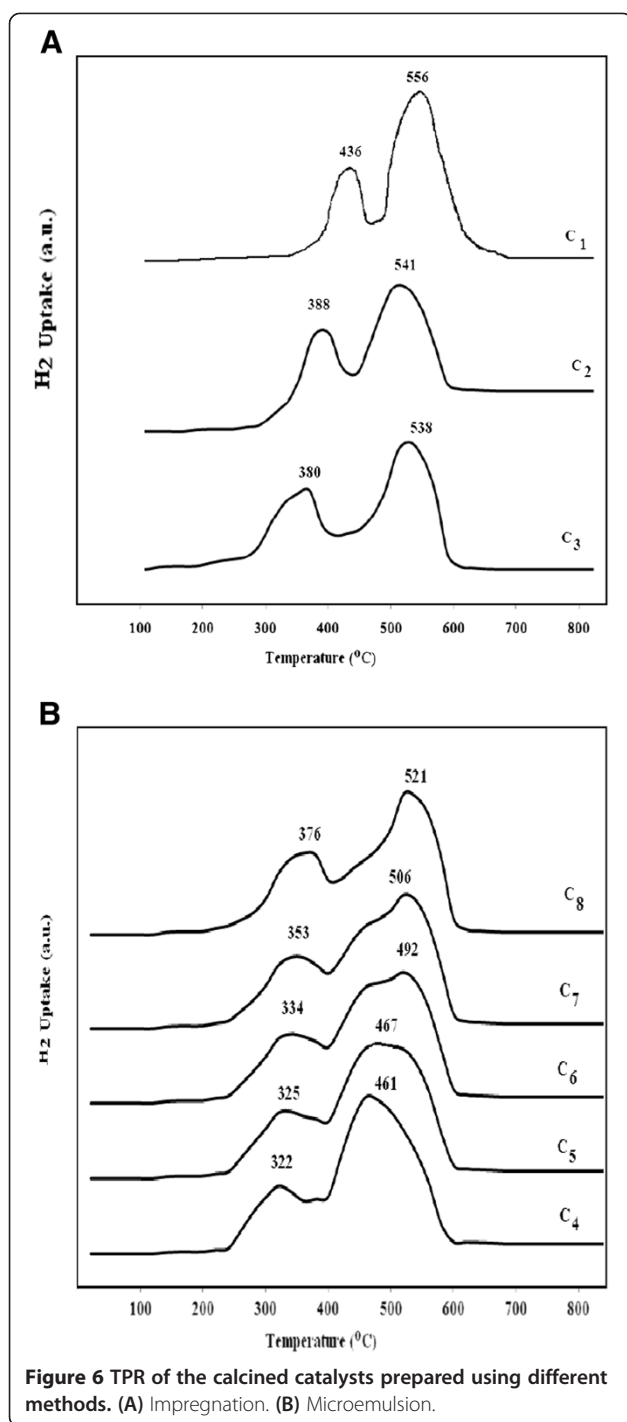 A
556
436
C1
541
388
C2
538
380
C3
H2 Uptake (a.u.)
100 200 300 400 500 600 700 800
Temperature (⁰C)
B
521
376
C8
506
353
C7
492
334
C6
467
325
C5
461
322
C4
H2 Uptake (a.u.)
100 200 300 400 500 600 700 800
Temperature (⁰C)
Figure 6 TPR of the calcined catalysts prepared using different
methods. (A) Impregnation. (B) Microemulsion.